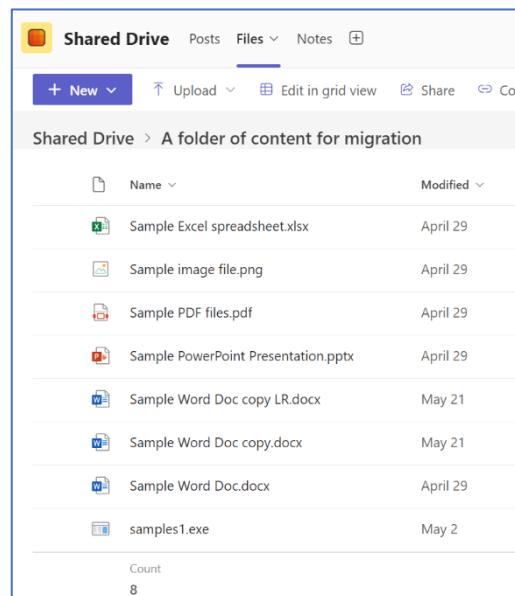 Shared Drive Posts Files Notes
+ New Upload Edit in grid view Share
Shared Drive > A folder of content for migration
Name Modified
Sample Excel spreadsheet.xlsx April 29
Sample image file.png April 29
Sample PDF files.pdf April 29
Sample PowerPoint Presentation.pptx April 29
Sample Word Doc copy LR.docx May 21
Sample Word Doc copy.docx May 21
Sample Word Doc.docx April 29
samples1.exe May 2
Count
8